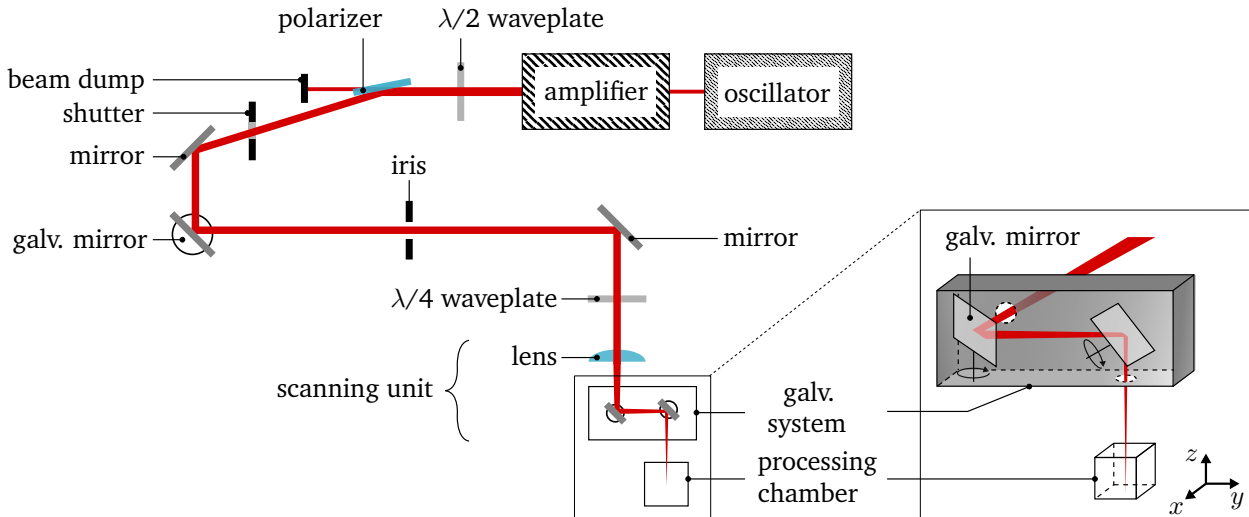 polarizer
λ/2 waveplate
beam dump
amplifier
oscillator
shutter
mirror
iris
galv. mirror
mirror
galv. mirror
λ/4 waveplate
lens
scanning unit
galv.
system
processing
chamber
z
x
y